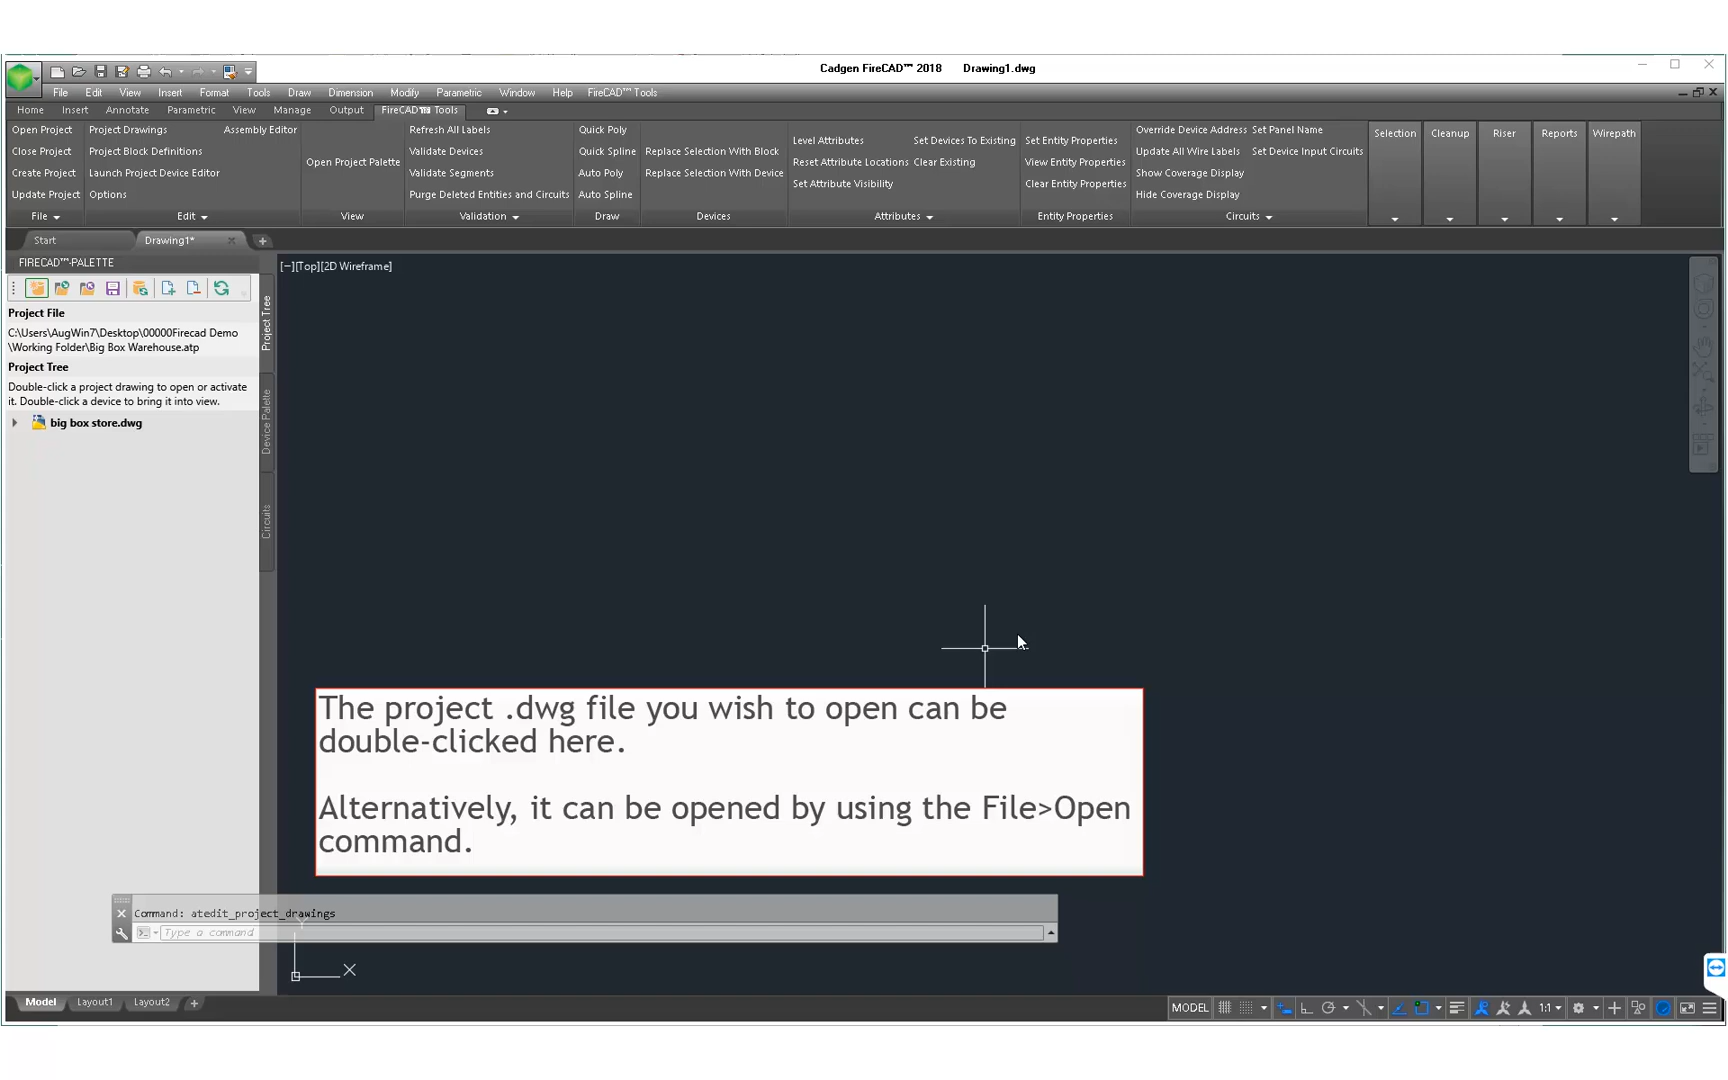 Cadgen FireCAD™ 2018 Drawing1.dwg
File Edit View Insert Format Tools Draw Dimension Modify Parametric Window Help FireCAD™ Tools
Home Insert Annotate Parametric View Manage Output FireCAD™ Tools
Open Project Project Drawings Assembly Editor Refresh All Labels Quick Poly Override Device Address Set Panel Name
Selection Cleanup Riser Reports Wirepath
Level Attributes Set Devices To Existing Set Entity Properties
Close Project Project Block Definitions Validate Devices Quick Spline Replace Selection With Block Update All Wire Labels Set Device Input Circuits
Open Project Palette Reset Attribute Locations Clear Existing View Entity Properties
Create Project Launch Project Device Editor Validate Segments Auto Poly Replace Selection With Device Show Coverage Display
Set Attribute Visibility Clear Entity Properties
Update Project Options Purge Deleted Entities and Circuits Auto Spline Hide Coverage Display
File Edit View Validation Draw Devices Attributes Entity Properties Circuits
Start Drawing1*
FIRECAD™-PALETTE
[−][Top][2D Wireframe]
Project File
C:\Users\AugWin7\Desktop\00000Firecad Demo
\Working Folder\Big Box Warehouse.atp
Project Tree
Double-click a project drawing to open or activate
it. Double-click a device to bring it into view.
big box store.dwg
Project Tree
Device Palette
Circuits
The project .dwg file you wish to open can be
double-clicked here.
Alternatively, it can be opened by using the File>Open
command.
Command: atedit_project_drawings
Type a command
Y
X
Model Layout1 Layout2
MODEL 1:1